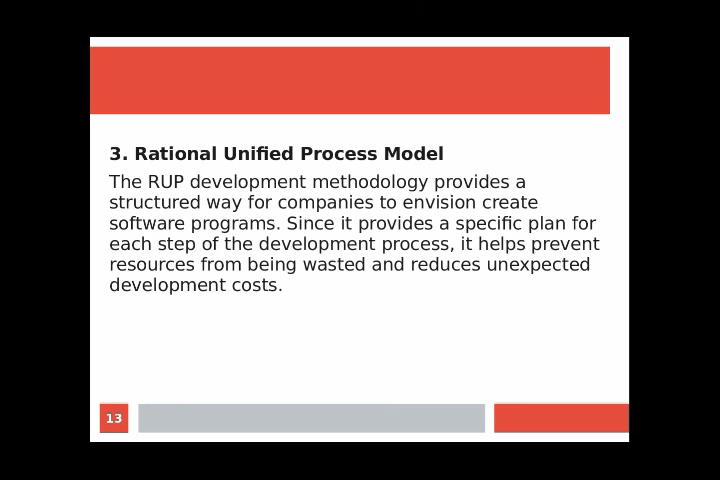 3. Rational Unified Process Model
The RUP development methodology provides a
structured way for companies to envision create
software programs. Since it provides a specific plan for
each step of the development process, it helps prevent
resources from being wasted and reduces unexpected
development costs.
13